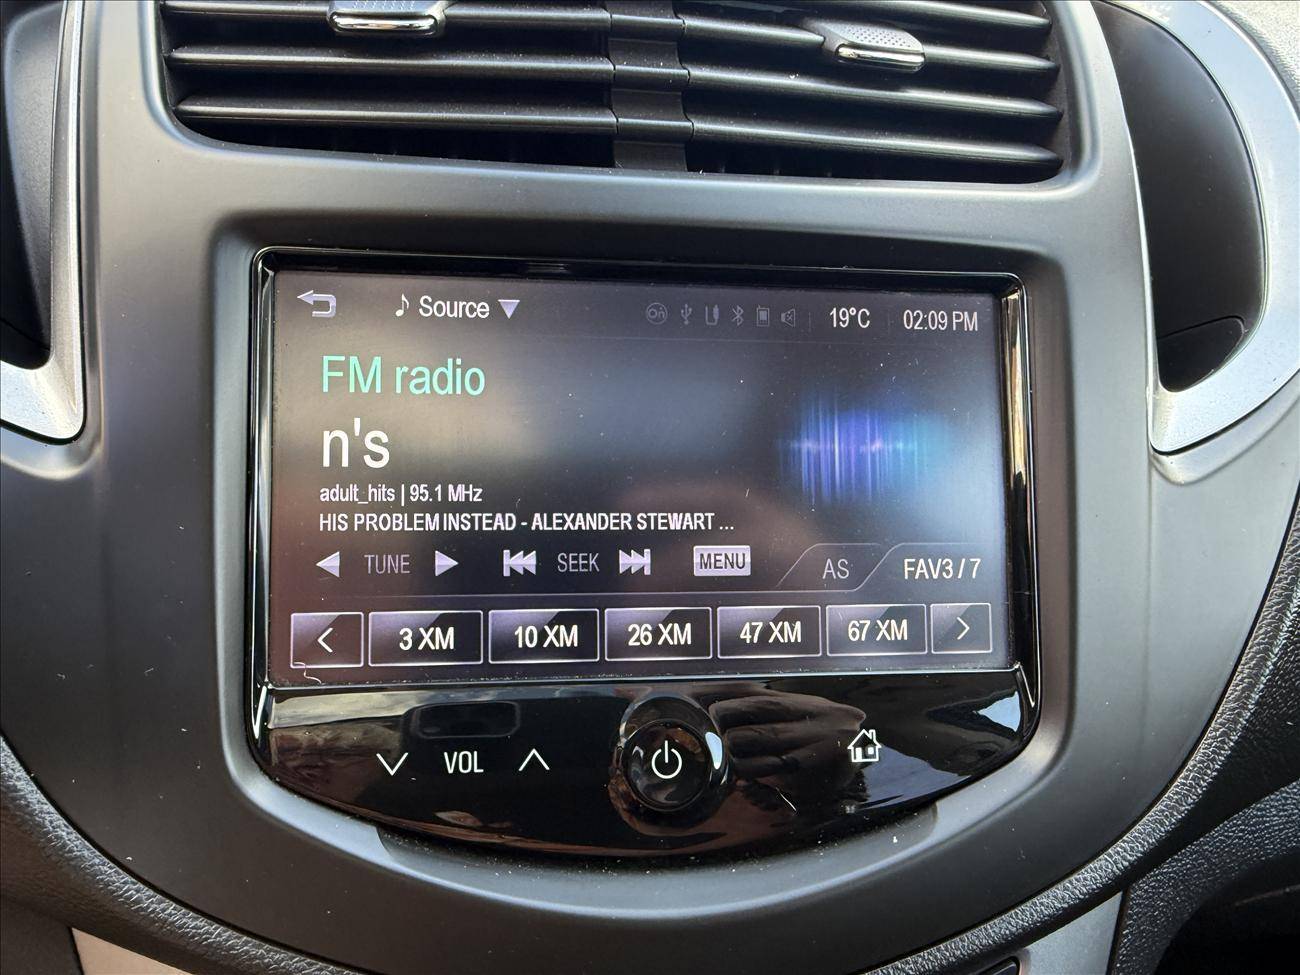 Source 19°C 02:09 PM
FM radio
n's
adult_hits | 95.1 MHz
HIS PROBLEM INSTEAD - ALEXANDER STEWART ...
TUNE SEEK MENU AS FAV3 / 7
3 XM 10 XM 26 XM 47 XM 67 XM
VOL